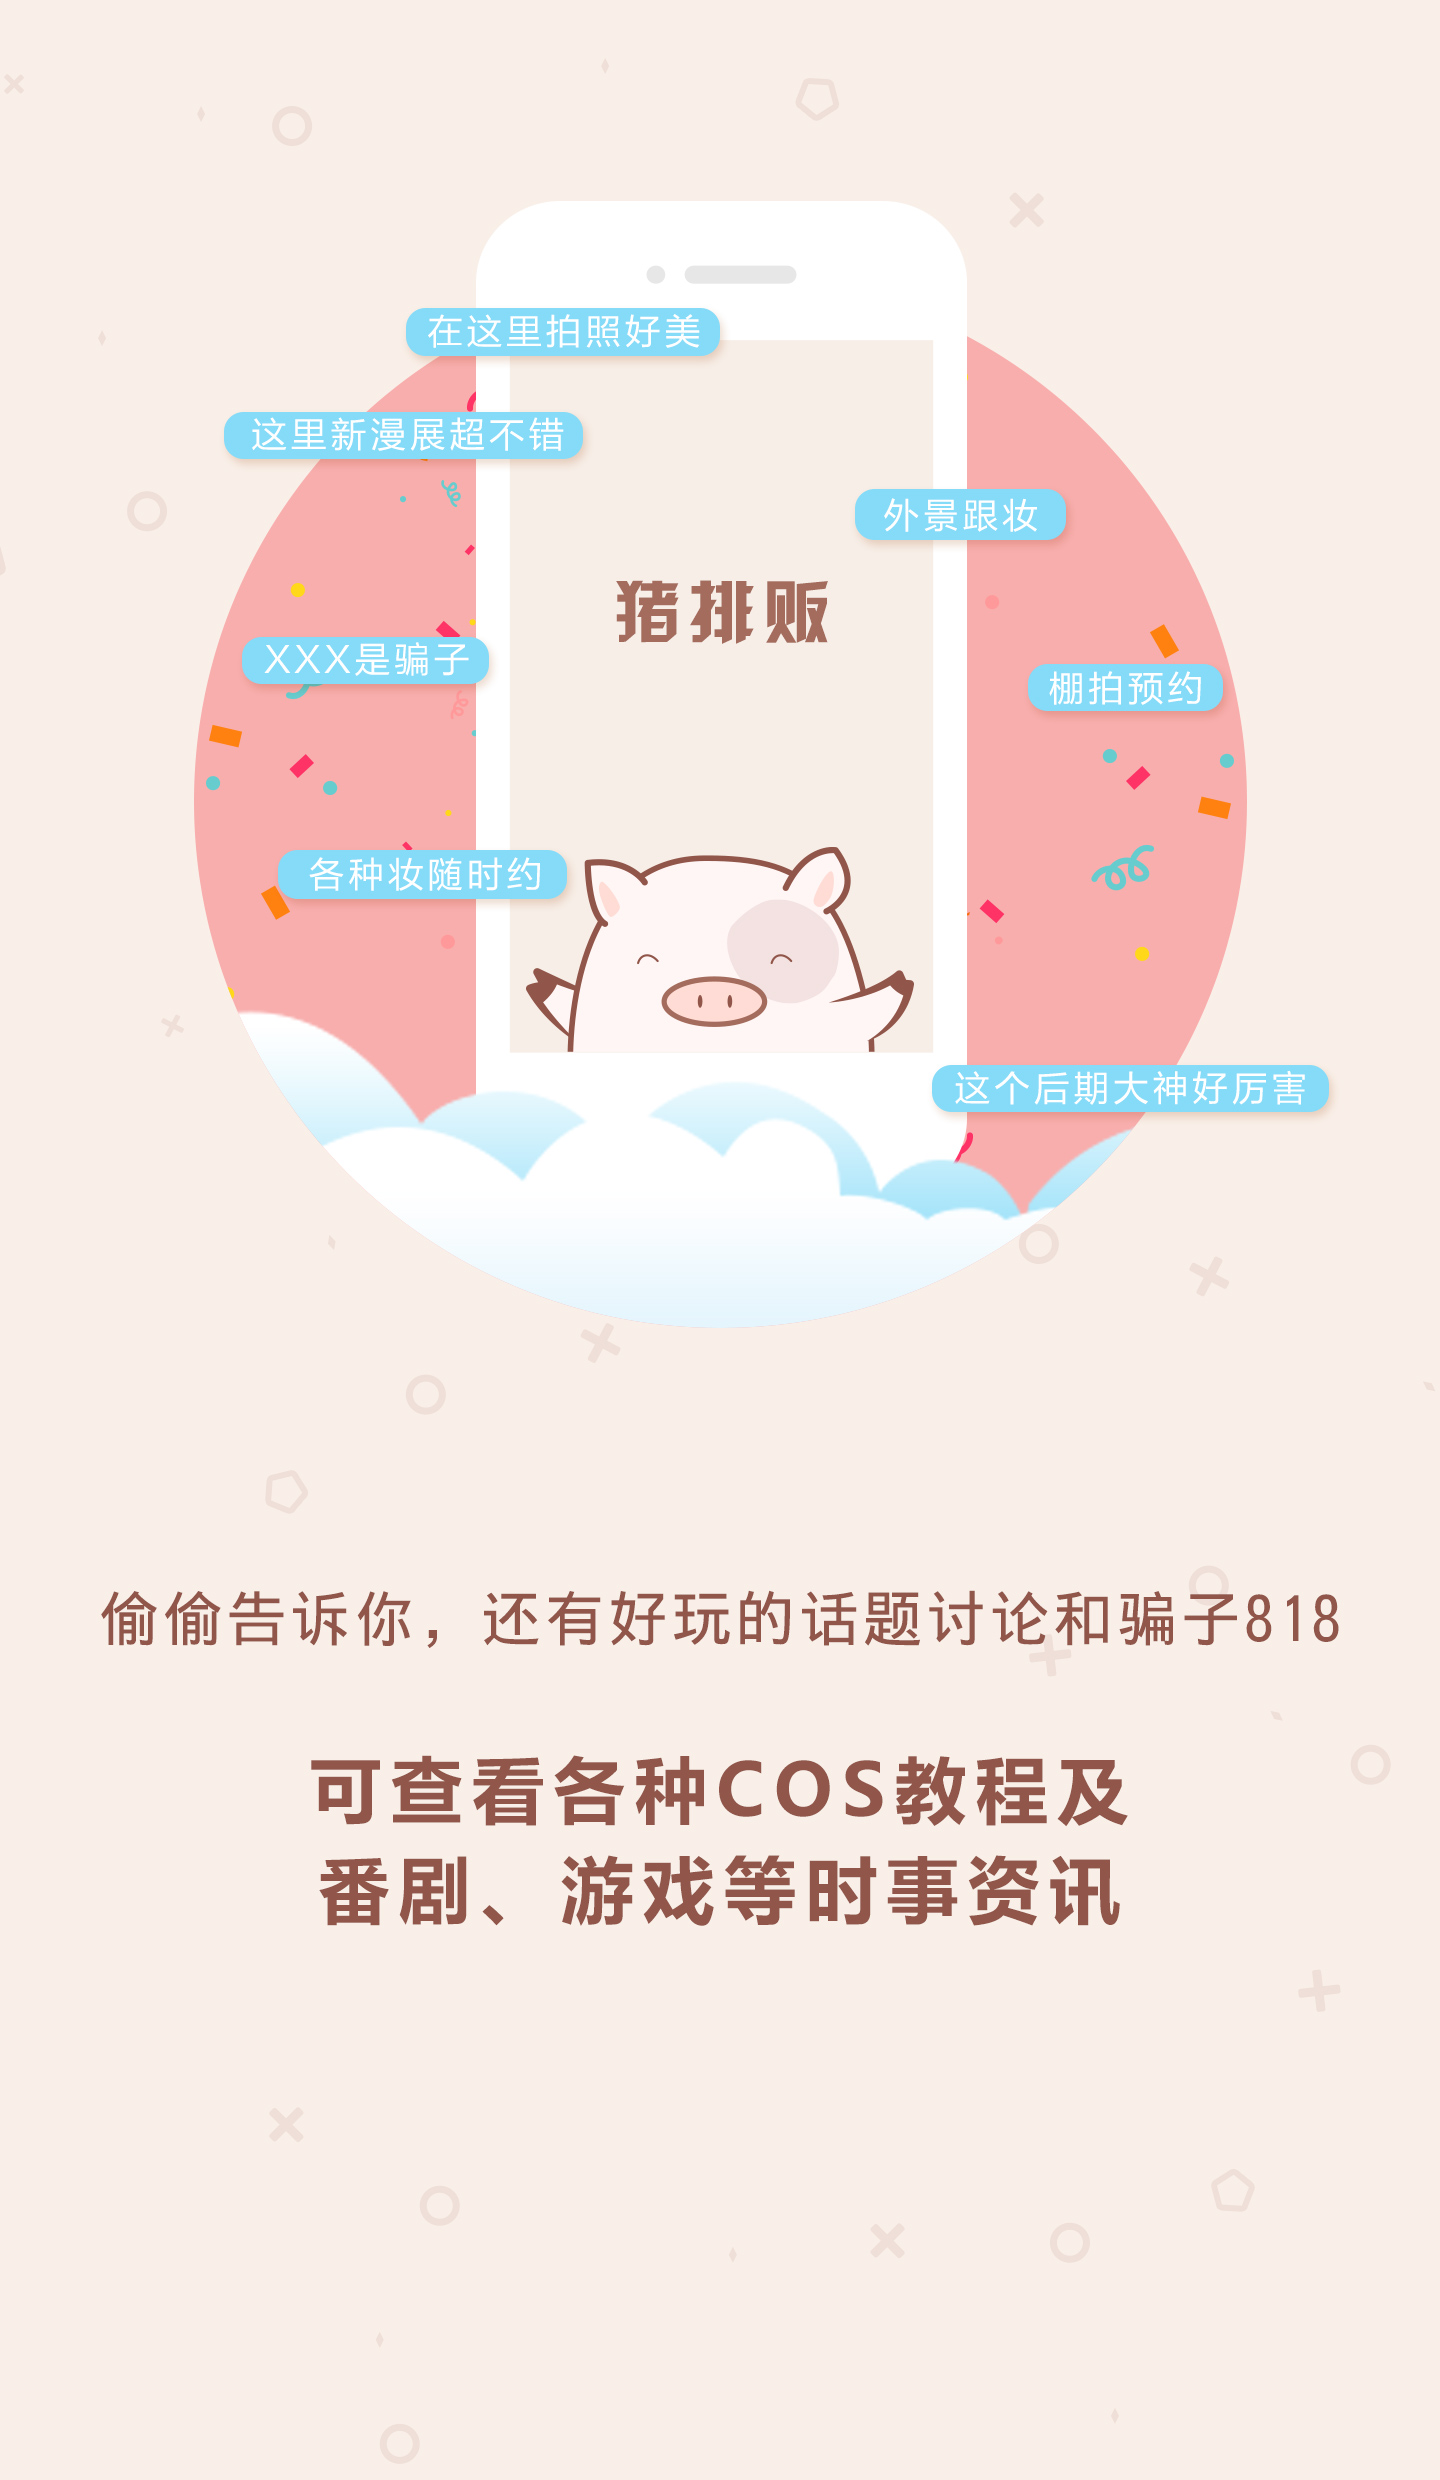 在这里拍照好美
这里新漫展超不错
外景跟妆
猪排贩
XXX是骗子
棚拍预约
各种妆随时约
这个后期大神好厉害
偷偷告诉你，还有好玩的话题讨论和骗子818
可查看各种COS教程及
番剧、游戏等时事资讯